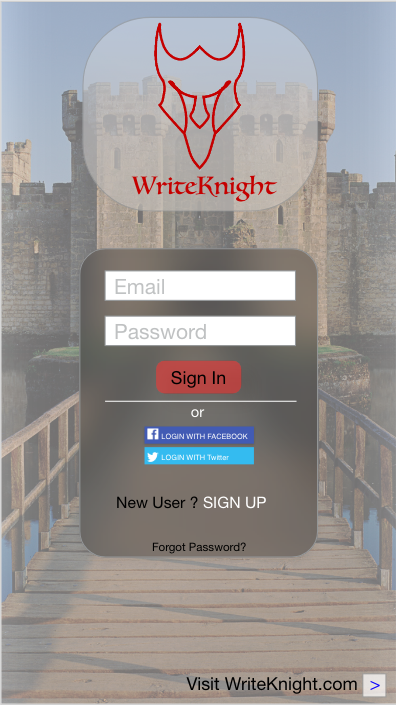 WriteKnight
Email
Password
Sign In
or
LOGIN WITH FACEBOOK
LOGIN WITH Twitter
New User ? SIGN UP
Forgot Password?
Visit WriteKnight.com >